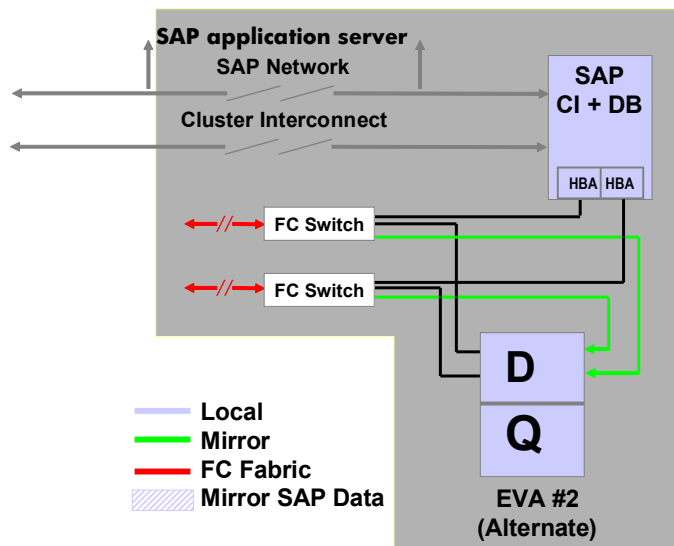 SAP application server
SAP Network
SAP
CI + DB
Cluster Interconnect
HBA HBA
FC Switch
FC Switch
D
Q
Local
Mirror
FC Fabric
Mirror SAP Data
EVA #2
(Alternate)